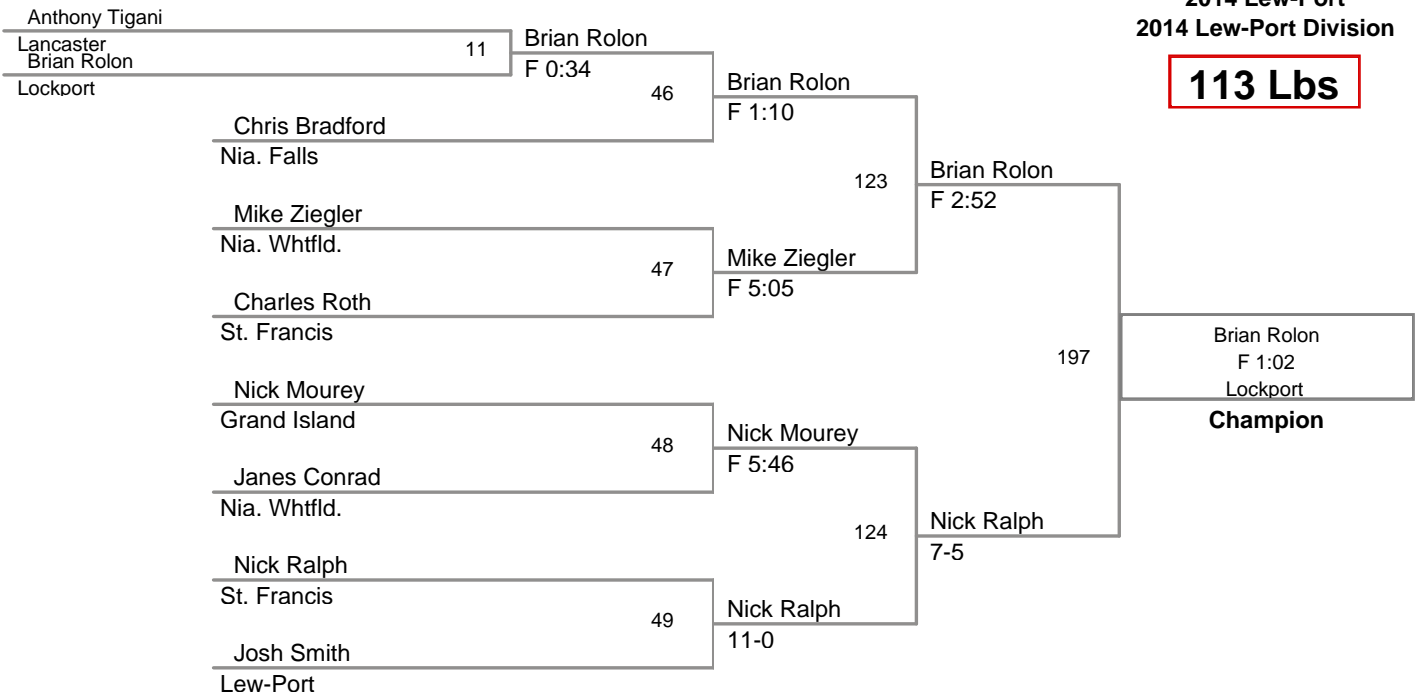 2014 Lew-Port
2014 Lew-Port Division
113 Lbs
Anthony Tigani
Lancaster
Brian Rolon
Lockport
11
Brian Rolon
F 0:34
46
Chris Bradford
Nia. Falls
Brian Rolon
F 1:10
Mike Ziegler
Nia. Whtfld.
47
Charles Roth
St. Francis
Mike Ziegler
F 5:05
123
Brian Rolon
F 2:52
Nick Mourey
Grand Island
48
Janes Conrad
Nia. Whtfld.
Nick Mourey
F 5:46
Nick Ralph
St. Francis
49
Josh Smith
Lew-Port
Nick Ralph
11-0
124
Nick Ralph
7-5
197
Brian Rolon
F 1:02
Lockport
Champion